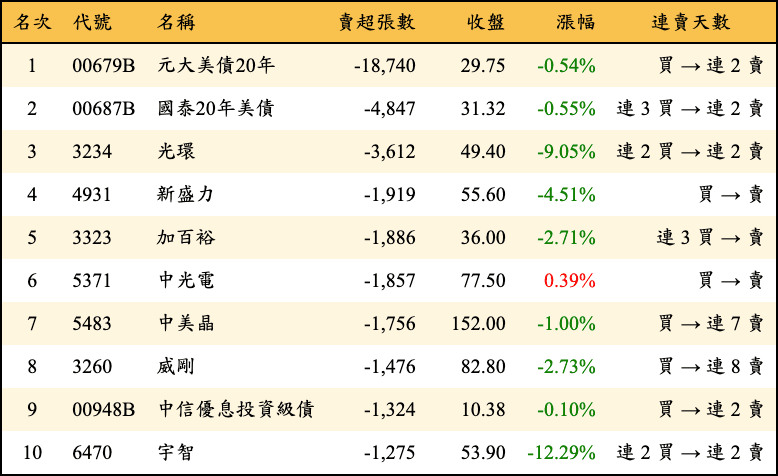 名次 代號 名稱 賣超張數 收盤 漲幅 連賣天數
1 00679B 元大美債20年 -18,740 29.75 -0.54% 買 → 連 2 賣
2 00687B 國泰20年美債 -4,847 31.32 -0.55% 連 3 買 → 連 2 賣
3 3234 光環 -3,612 49.40 -9.05% 連 2 買 → 連 2 賣
4 4931 新盛力 -1,919 55.60 -4.51% 買 → 賣
5 3323 加百裕 -1,886 36.00 -2.71% 連 3 買 → 賣
6 5371 中光電 -1,857 77.50 0.39% 買 → 賣
7 5483 中美晶 -1,756 152.00 -1.00% 買 → 連 7 賣
8 3260 威剛 -1,476 82.80 -2.73% 買 → 連 8 賣
9 00948B 中信優息投資級債 -1,324 10.38 -0.10% 買 → 連 2 賣
10 6470 宇智 -1,275 53.90 -12.29% 連 2 買 → 連 2 賣